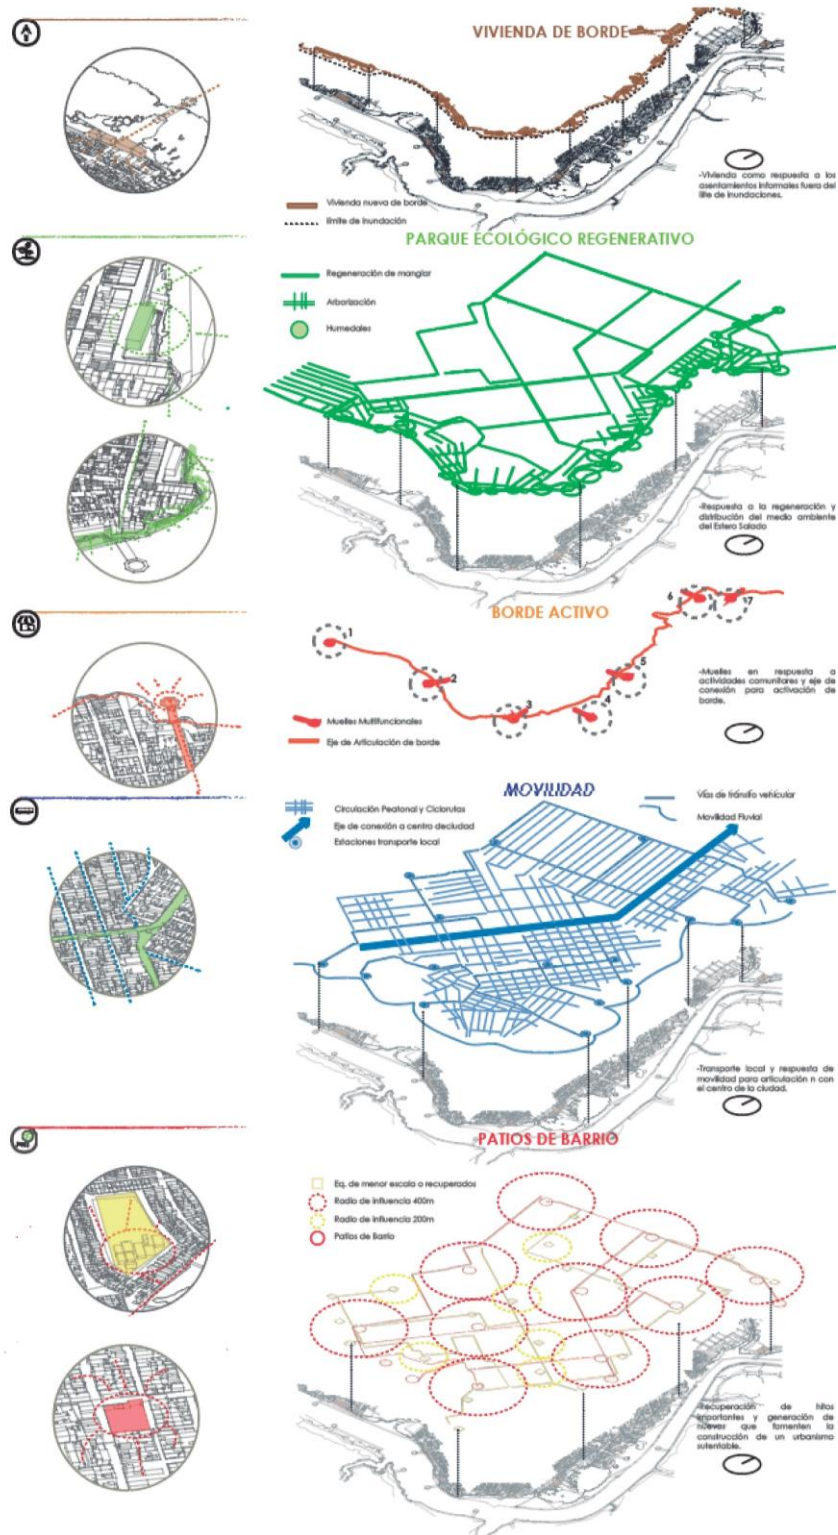 VIVIENDA DE BORDE
-Vivienda como respuesta a los
asentamientos informales fuera del
lite de inundaciones.
Vivienda nueva de borde
límite de inundación
PARQUE ECOLÓGICO REGENERATIVO
Regeneración de manglar
Arborización
Humedales
-Respuesta a la regeneración y
distribución del medio ambiente
del Estero Salado
BORDE ACTIVO
1
2
3
4
5
6
7
-Muelles en respuesta a
actividades comunitares y eje de
conexión para activación de
borde.
Muelles Multifuncionales
Eje de Articulación de borde
MOVILIDAD
Circulación Peatonal y Ciclorutas
Eje de conexión a centro deciudad
Estaciones transporte local
Vías de tránsito vehicular
Movilidad Fluvial
-Transporte local y respuesta de
movilidad para articulación n con
el centro de la ciudad.
PATIOS DE BARRIO
Eq. de menor escala o recuperados
Radio de influencia 400m
Radio de influencia 200m
Patios de Barrio
-Recuperación de hitos
importantes y generación de
nuevos que fomenten la
construcción de un urbanismo
sutentable.